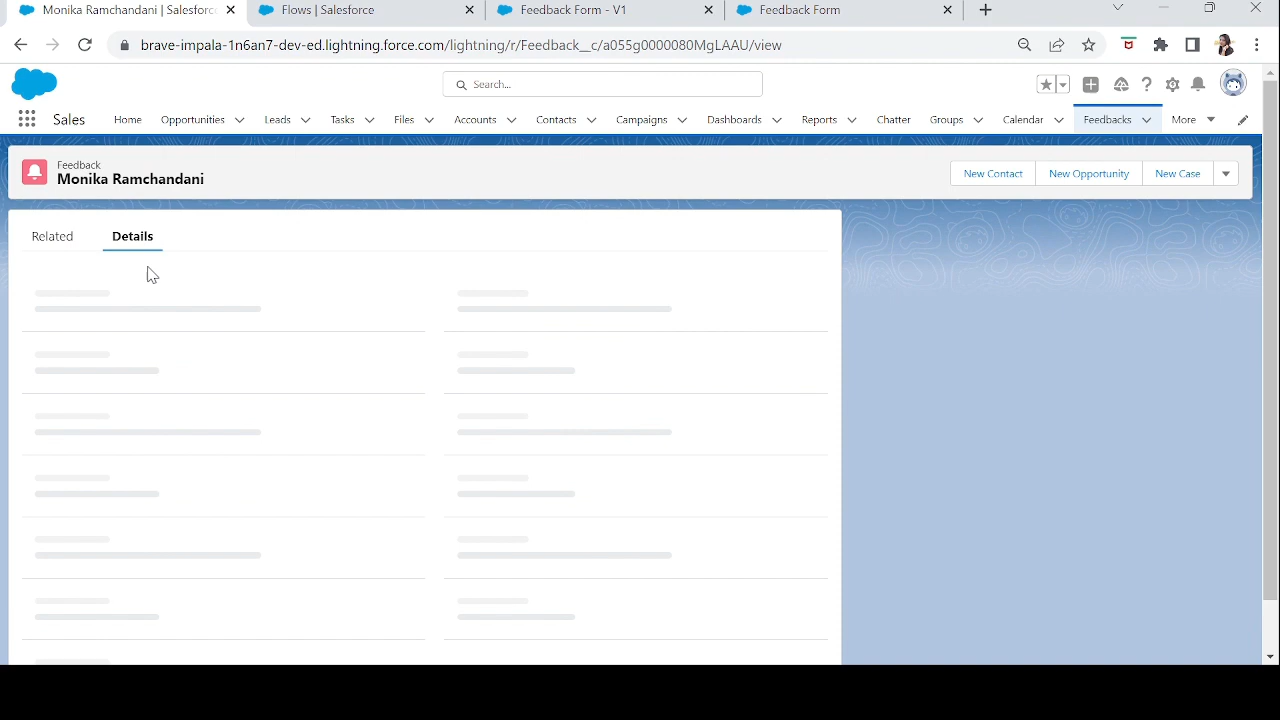 Monika Ramchandani | Salesforc
Flows | Salesforce
Feedback Form - V1
Feedback Form
brave-impala-1n6an7-dev-ed.lightning.force.com/lightning/r/Feedback__c/a055g0000080MgLAAU/view
Search...
Sales
Home
Opportunities
Leads
Tasks
Files
Accounts
Contacts
Campaigns
Dashboards
Reports
Chatter
Groups
Calendar
Feedbacks
More
Feedback
Monika Ramchandani
New Contact
New Opportunity
New Case
Related
Details